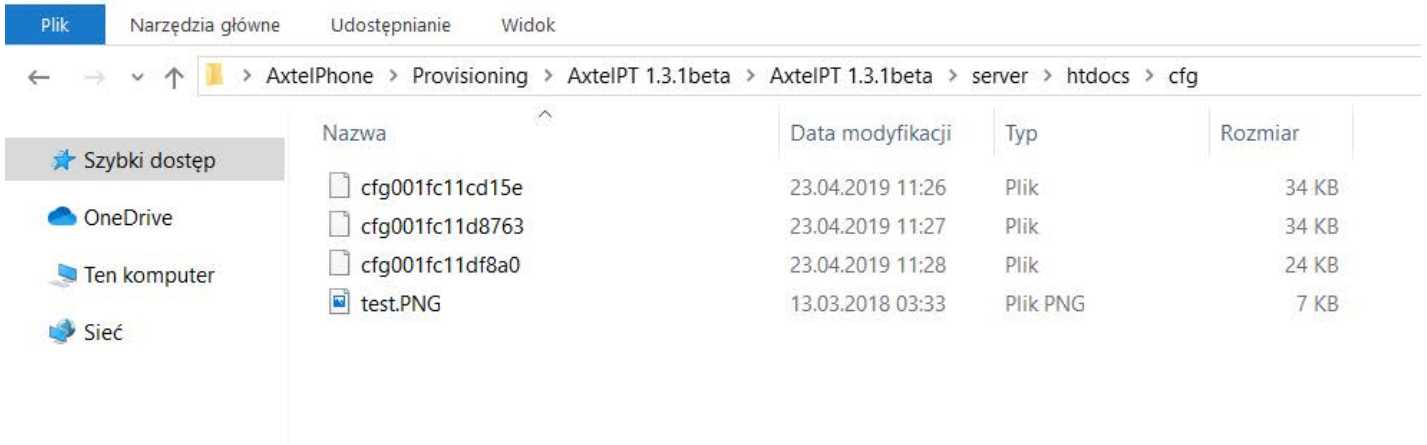 Plik Narzędzia główne Udostępnianie Widok
AxtelPhone > Provisioning > AxtelPT 1.3.1beta > AxtelPT 1.3.1beta > server > htdocs > cfg
Nazwa Data modyfikacji Typ Rozmiar
Szybki dostęp
OneDrive
Ten komputer
Sieć
cfg001fc11cd15e 23.04.2019 11:26 Plik 34 KB
cfg001fc11d8763 23.04.2019 11:27 Plik 34 KB
cfg001fc11df8a0 23.04.2019 11:28 Plik 24 KB
test.PNG 13.03.2018 03:33 Plik PNG 7 KB